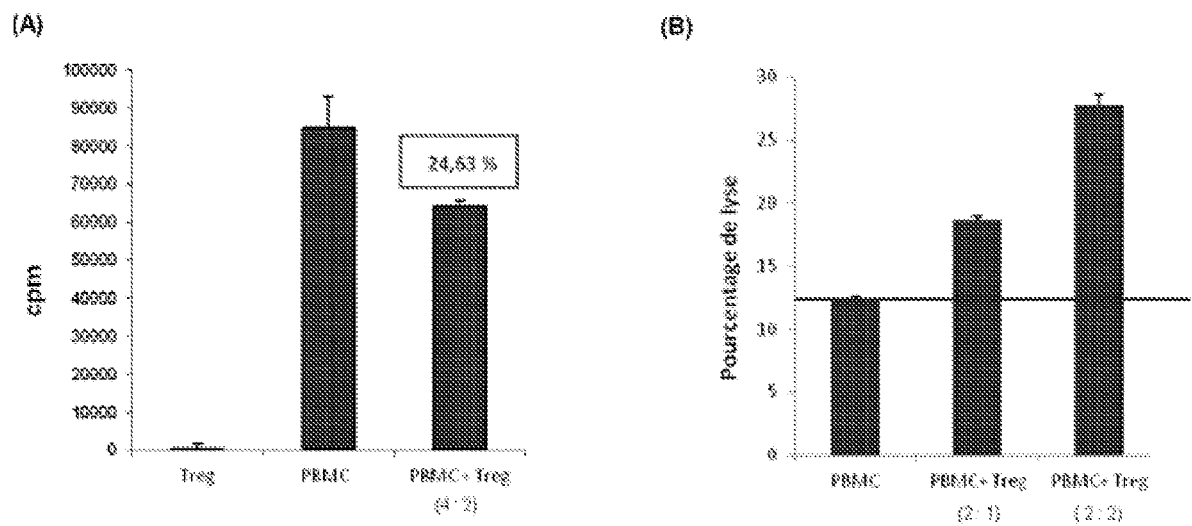 (A)
100000
90000
80000
70000
60000
50000
40000
30000
20000
10000
0
cpm
24,63 %
Treg
PBMC
PBMC+ Treg
(4 : 2)
(B)
30
25
20
15
10
5
0
Pourcentage de lyse
PBMC
PBMC+ Treg
(2 : 1)
PBMC+ Treg
( 2 : 2)